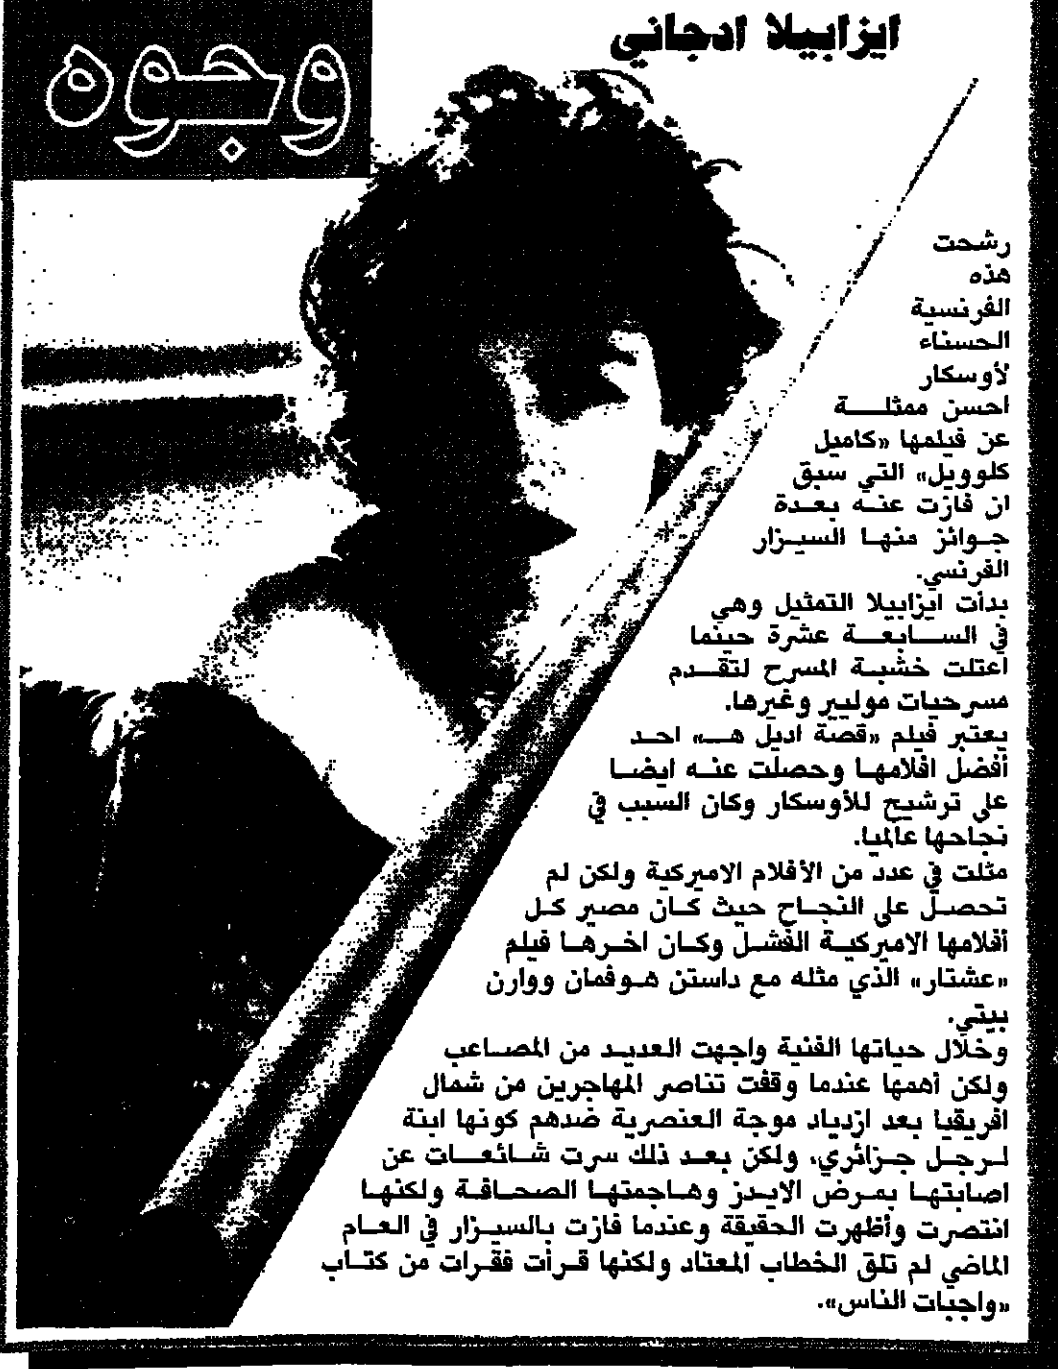 ايزابيلا ادجاني
وجوه
رشحت
هذه
الفرنسية
الحسناء
لأوسكار
احسن ممثلة
عن فيلمها «كاميل
كلوويل» التي سبق
ان فازت عنه بعدة
جوائز منها السيزار
الفرنسي.
بدأت ايزابيلا التمثيل وهي
في السابعة عشرة حينما
اعتلت خشبة المسرح لتقدم
مسرحيات موليير وغيرها.
يعتبر فيلم «قصة اديل هـ» احد
أفضل افلامها وحصلت عنه ايضا
على ترشيح للأوسكار وكان السبب في
نجاحها عالميا.
مثلت في عدد من الأفلام الاميركية ولكن لم
تحصل على النجاح حيث كان مصير كل
أفلامها الاميركية الفشل وكان اخرها فيلم
«عشتار» الذي مثله مع داستن هوفمان ووارن
بيتي.
وخلال حياتها الفنية واجهت العديد من المصاعب
ولكن أهمها عندما وقفت تناصر المهاجرين من شمال
افريقيا بعد ازدياد موجة العنصرية ضدهم كونها ابنة
لرجل جزائري، ولكن بعد ذلك سرت شائعات عن
اصابتها بمرض الايدز وهاجمتها الصحافة ولكنها
انتصرت وأظهرت الحقيقة وعندما فازت بالسيزار في العام
الماضي لم تلق الخطاب المعتاد ولكنها قرأت فقرات من كتاب
«واجبات الناس».